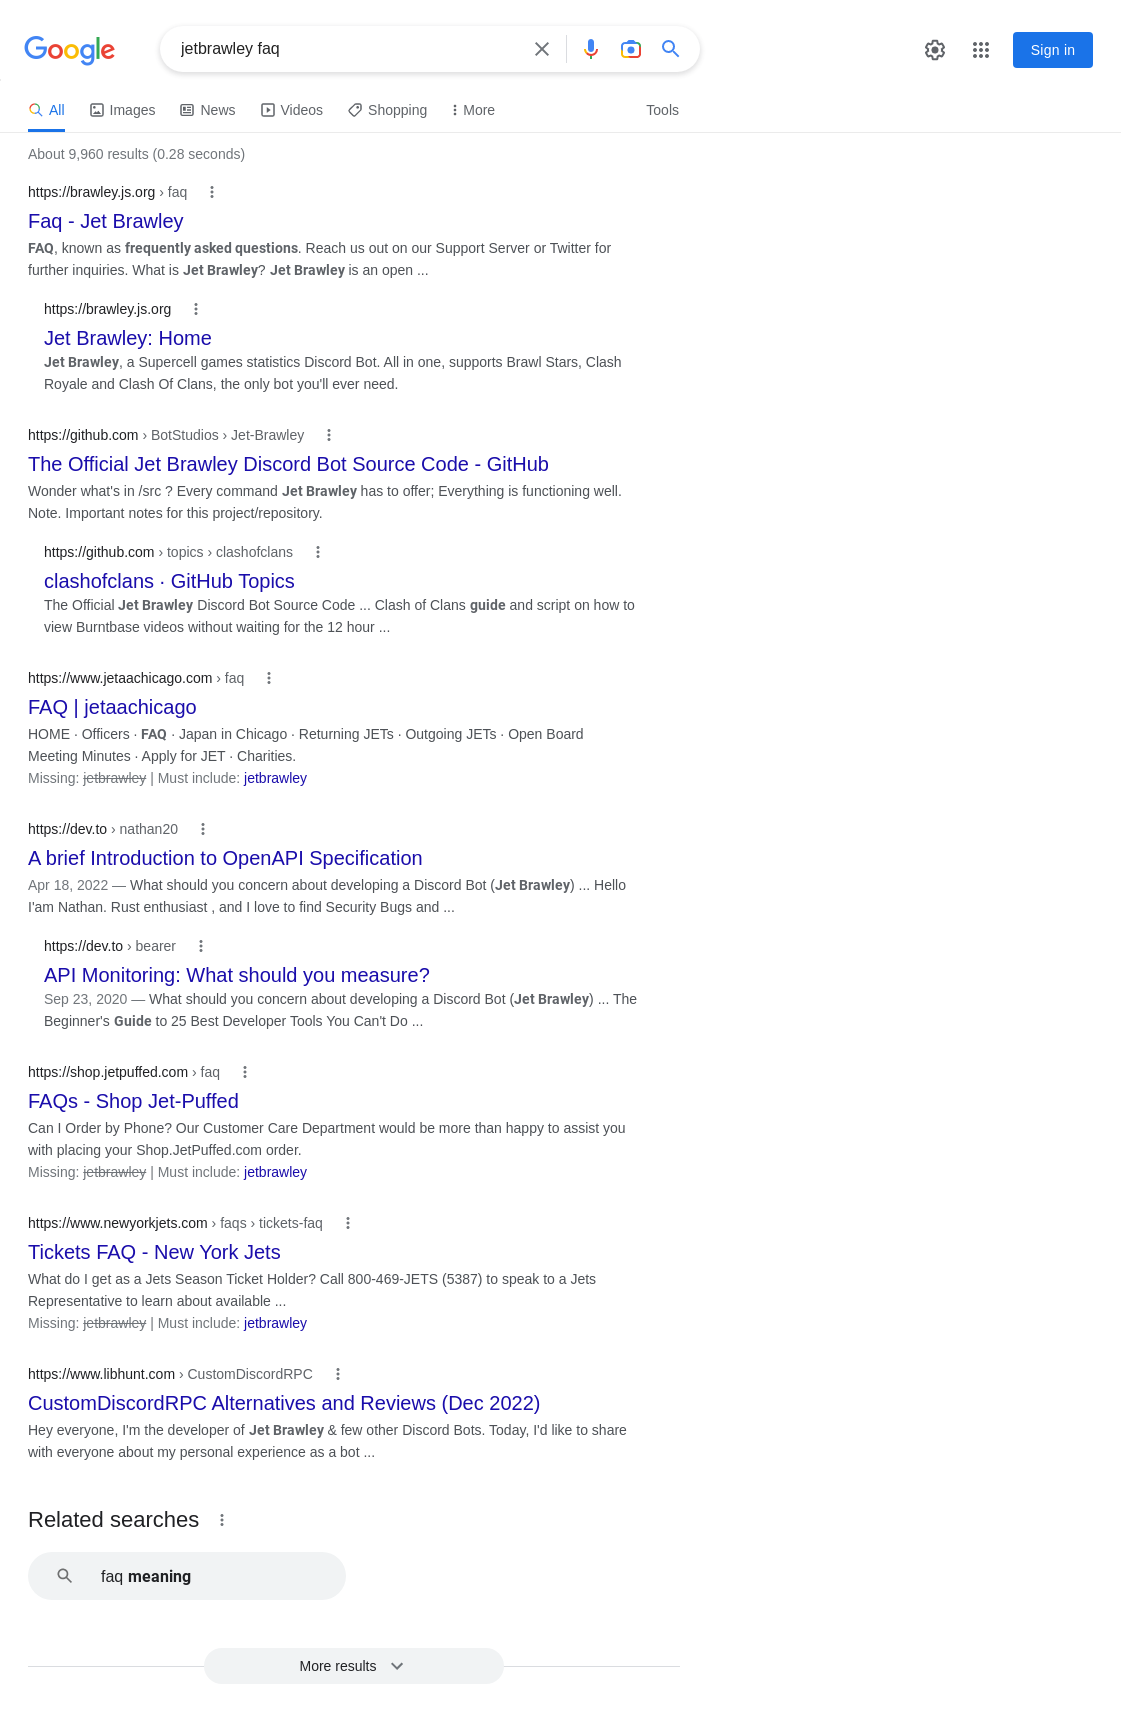 Google
jetbrawley faq
Sign in
All
Images
News
Videos
Shopping
More
Tools
About 9,960 results (0.28 seconds)
https://brawley.js.org › faq
Faq - Jet Brawley
FAQ, known as frequently asked questions. Reach us out on our Support Server or Twitter for
further inquiries. What is Jet Brawley? Jet Brawley is an open ...
https://brawley.js.org
Jet Brawley: Home
Jet Brawley, a Supercell games statistics Discord Bot. All in one, supports Brawl Stars, Clash
Royale and Clash Of Clans, the only bot you'll ever need.
https://github.com › BotStudios › Jet-Brawley
The Official Jet Brawley Discord Bot Source Code - GitHub
Wonder what's in /src ? Every command Jet Brawley has to offer; Everything is functioning well.
Note. Important notes for this project/repository.
https://github.com › topics › clashofclans
clashofclans · GitHub Topics
The Official Jet Brawley Discord Bot Source Code ... Clash of Clans guide and script on how to
view Burntbase videos without waiting for the 12 hour ...
https://www.jetaachicago.com › faq
FAQ | jetaachicago
HOME · Officers · FAQ · Japan in Chicago · Returning JETs · Outgoing JETs · Open Board
Meeting Minutes · Apply for JET · Charities.
Missing: jetbrawley | Must include: jetbrawley
https://dev.to › nathan20
A brief Introduction to OpenAPI Specification
Apr 18, 2022 — What should you concern about developing a Discord Bot (Jet Brawley) ... Hello
I'am Nathan. Rust enthusiast , and I love to find Security Bugs and ...
https://dev.to › bearer
API Monitoring: What should you measure?
Sep 23, 2020 — What should you concern about developing a Discord Bot (Jet Brawley) ... The
Beginner's Guide to 25 Best Developer Tools You Can't Do ...
https://shop.jetpuffed.com › faq
FAQs - Shop Jet-Puffed
Can I Order by Phone? Our Customer Care Department would be more than happy to assist you
with placing your Shop.JetPuffed.com order.
Missing: jetbrawley | Must include: jetbrawley
https://www.newyorkjets.com › faqs › tickets-faq
Tickets FAQ - New York Jets
What do I get as a Jets Season Ticket Holder? Call 800-469-JETS (5387) to speak to a Jets
Representative to learn about available ...
Missing: jetbrawley | Must include: jetbrawley
https://www.libhunt.com › CustomDiscordRPC
CustomDiscordRPC Alternatives and Reviews (Dec 2022)
Hey everyone, I'm the developer of Jet Brawley & few other Discord Bots. Today, I'd like to share
with everyone about my personal experience as a bot ...
Related searches
faq meaning
More results